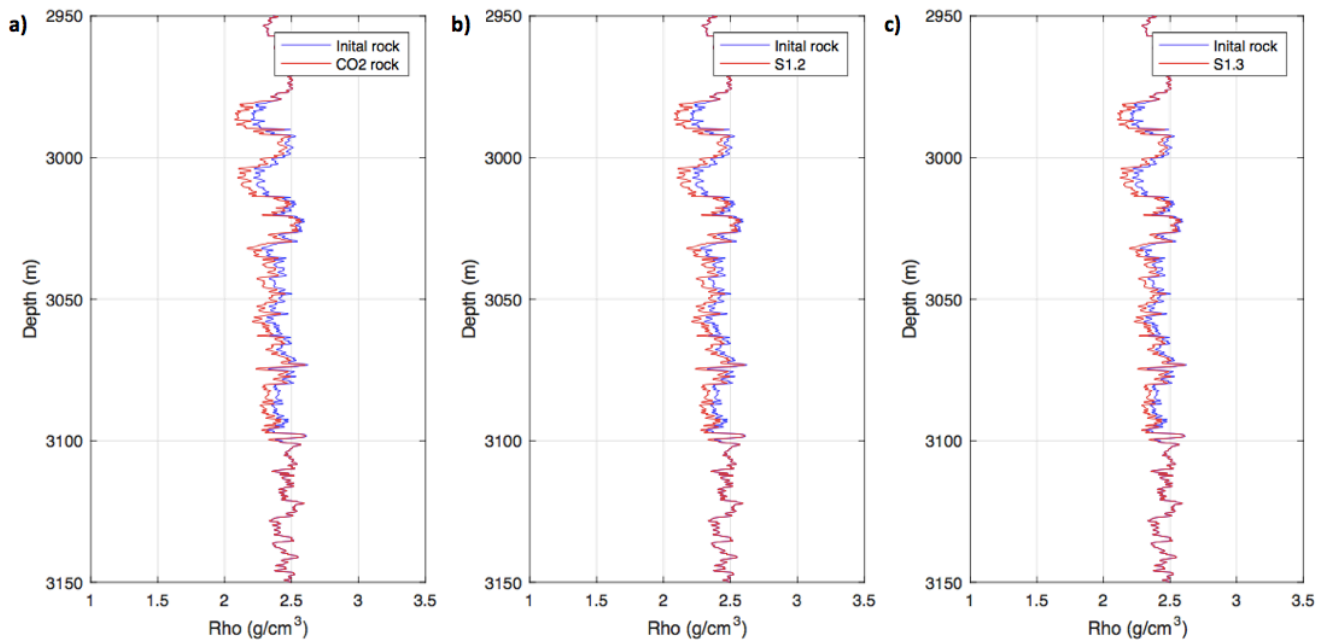 a)
2950
3000
3050
3100
3150
Depth (m)
Inital rock
CO2 rock
1 1.5 2 2.5 3 3.5
Rho (g/cm³)
b)
2950
3000
3050
3100
3150
Depth (m)
Inital rock
S1.2
1 1.5 2 2.5 3 3.5
Rho (g/cm³)
c)
2950
3000
3050
3100
3150
Depth (m)
Inital rock
S1.3
1 1.5 2 2.5 3 3.5
Rho (g/cm³)